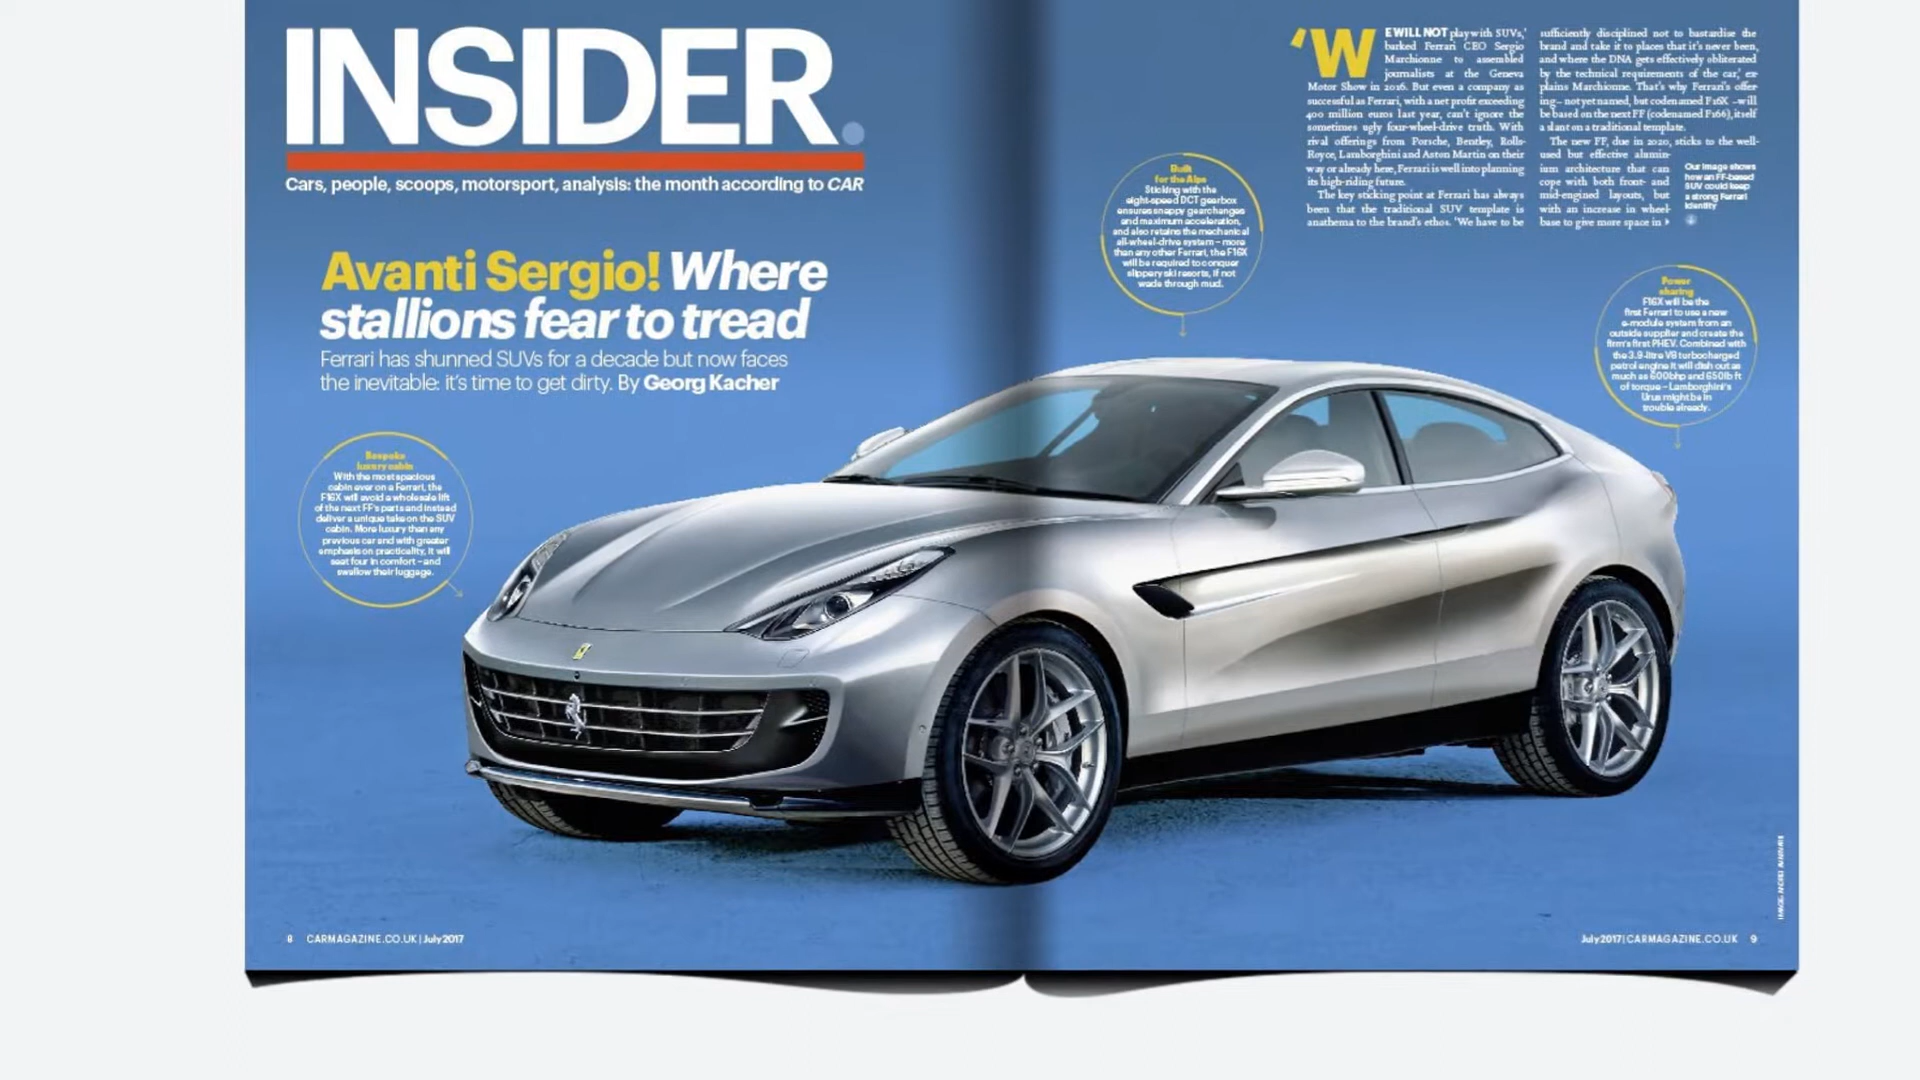 INSIDER.
Cars, people, scoops, motorsport, analysis: the month according to CAR
Avanti Sergio! Where
stallions fear to tread
Ferrari has shunned SUVs for a decade but now faces
the inevitable: it's time to get dirty. By Georg Kacher
Bespoke
luxury cabin
With the most spacious
cabin ever on a Ferrari, the
F16X will avoid a wholesale lift
of the next FF's parts and instead
deliver a unique take on the SUV
cabin. More luxury than any
previous car and with greater
emphasis on practicality, it will
seat four in comfort – and
swallow their luggage.
8 CARMAGAZINE.CO.UK | July 2017
Built
for the Alps
Sticking with the
eight-speed DCT gearbox
ensures snappy gearchanges
and maximum acceleration,
and also retains the mechanical
all-wheel-drive system – more
than any other Ferrari, the F16X
will be required to conquer
slippery ski resorts, if not
wade through mud.
'WE WILL NOT play with SUVs,'
barked Ferrari CEO Sergio
Marchionne to assembled
journalists at the Geneva
Motor Show in 2016. But even a company as
successful as Ferrari, with a net profit exceeding
400 million euros last year, can't ignore the
sometimes ugly four-wheel-drive truth. With
rival offerings from Porsche, Bentley, Rolls-
Royce, Lamborghini and Aston Martin on their
way or already here, Ferrari is well into planning
its high-riding future.
The key sticking point at Ferrari has always
been that the traditional SUV template is
anathema to the brand's ethos. 'We have to be
sufficiently disciplined not to bastardise the
brand and take it to places that it's never been,
and where the DNA gets effectively obliterated
by the technical requirements of the car,' ex-
plains Marchionne. That's why Ferrari's offer-
ing – not yet named, but codenamed F16X – will
be based on the next FF (codenamed F166), itself
a slant on a traditional template.
The new FF, due in 2020, sticks to the well-
used but effective alumin-
ium architecture that can
cope with both front- and
mid-engined layouts, but
with an increase in wheel-
base to give more space in
Our image shows
how an FF-based
SUV could keep
a strong Ferrari
identity
Power
sharing
F16X will be the
first Ferrari to use a new
e-module system from an
outside supplier and create the
firm's first PHEV. Combined with
the 3.9-litre V8 turbocharged
petrol engine it will dish out as
much as 600bhp and 650lb ft
of torque – Lamborghini's
Urus might be in
trouble already.
July 2017 | CARMAGAZINE.CO.UK 9